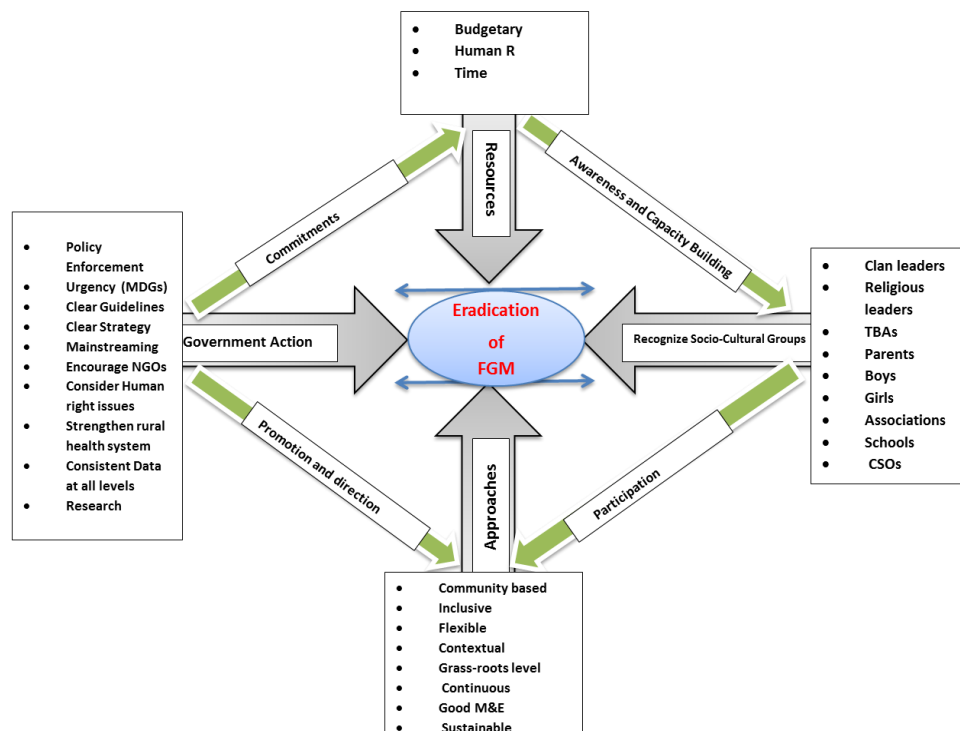 Budgetary
Human R
Time
Resources
Commitments
Awareness and Capacity Building
Policy
Enforcement
Urgency (MDGs)
Clear Guidelines
Clear Strategy
Mainstreaming
Encourage NGOs
Consider Human
right issues
Strengthen rural
health system
Consistent Data
at all levels
Research
Government Action
Eradication
of
FGM
Recognize Socio-Cultural Groups
Clan leaders
Religious
leaders
TBAs
Parents
Boys
Girls
Associations
Schools
CSOs
Promotion and direction
Approaches
Participation
Community based
Inclusive
Flexible
Contextual
Grass-roots level
Continuous
Good M&E
Sustainable